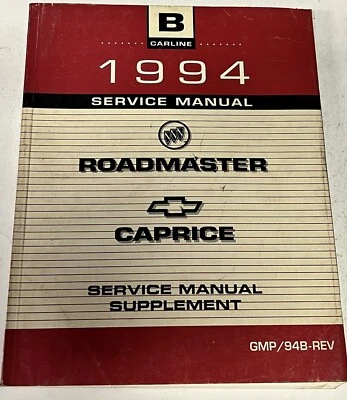 B
CARLINE
1994
SERVICE MANUAL
ROADMASTER
CAPRICE
SERVICE MANUAL
SUPPLEMENT
GMP/94B-REV